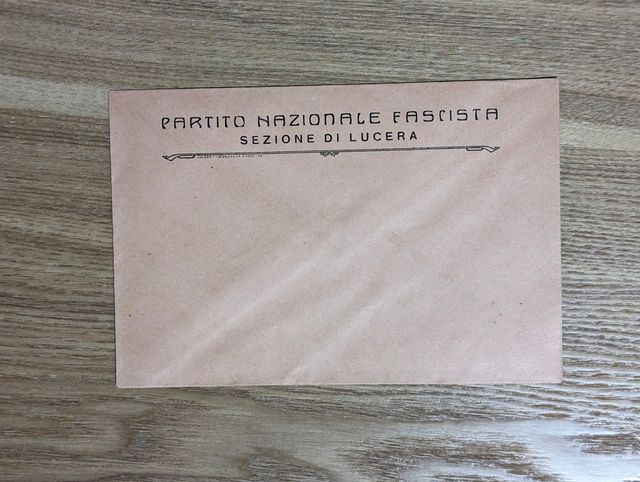 PARTITO NAZIONALE FASCISTA
SEZIONE DI LUCERA